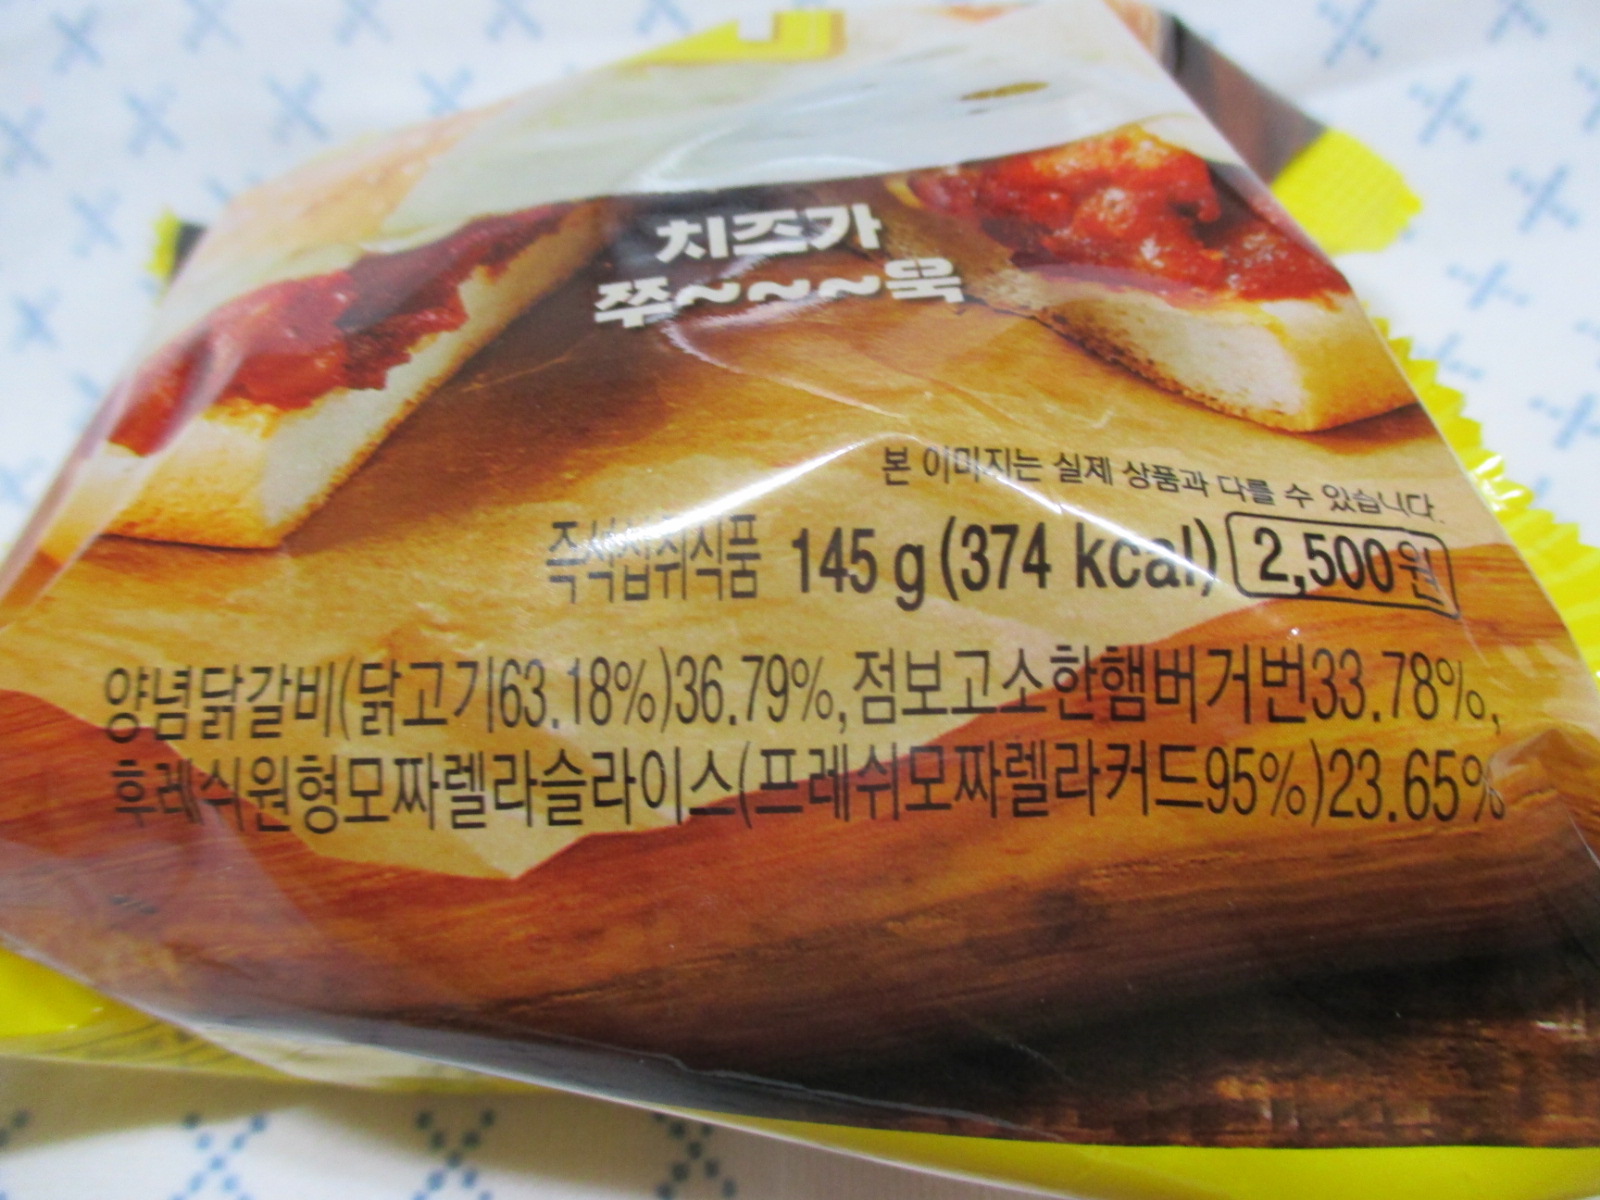 치즈가
쭈~~~욱
본 이미지는 실제 상품과 다를 수 있습니다.
즉석섭취식품 145 g (374 kcal) 2,500원
양념닭갈비(닭고기63.18%)36.79%,점보고소한햄버거번33.78%,
후레쉬원형모짜렐라슬라이스(프레쉬모짜렐라커드95%)23.65%